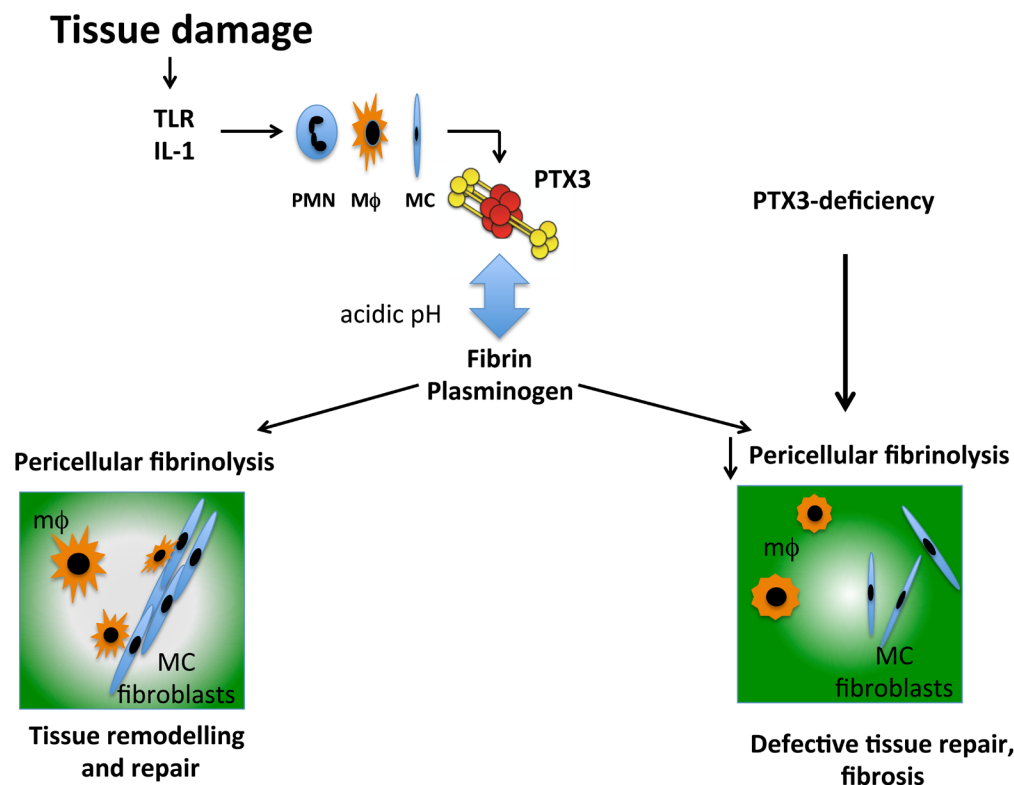 Tissue damage
TLR
IL-1
PMN
Mϕ
MC
PTX3
PTX3-deficiency
acidic pH
Fibrin
Plasminogen
Pericellular fibrinolysis
Pericellular fibrinolysis
mϕ
MC
fibroblasts
mϕ
MC
fibroblasts
Tissue remodelling
and repair
Defective tissue repair,
fibrosis